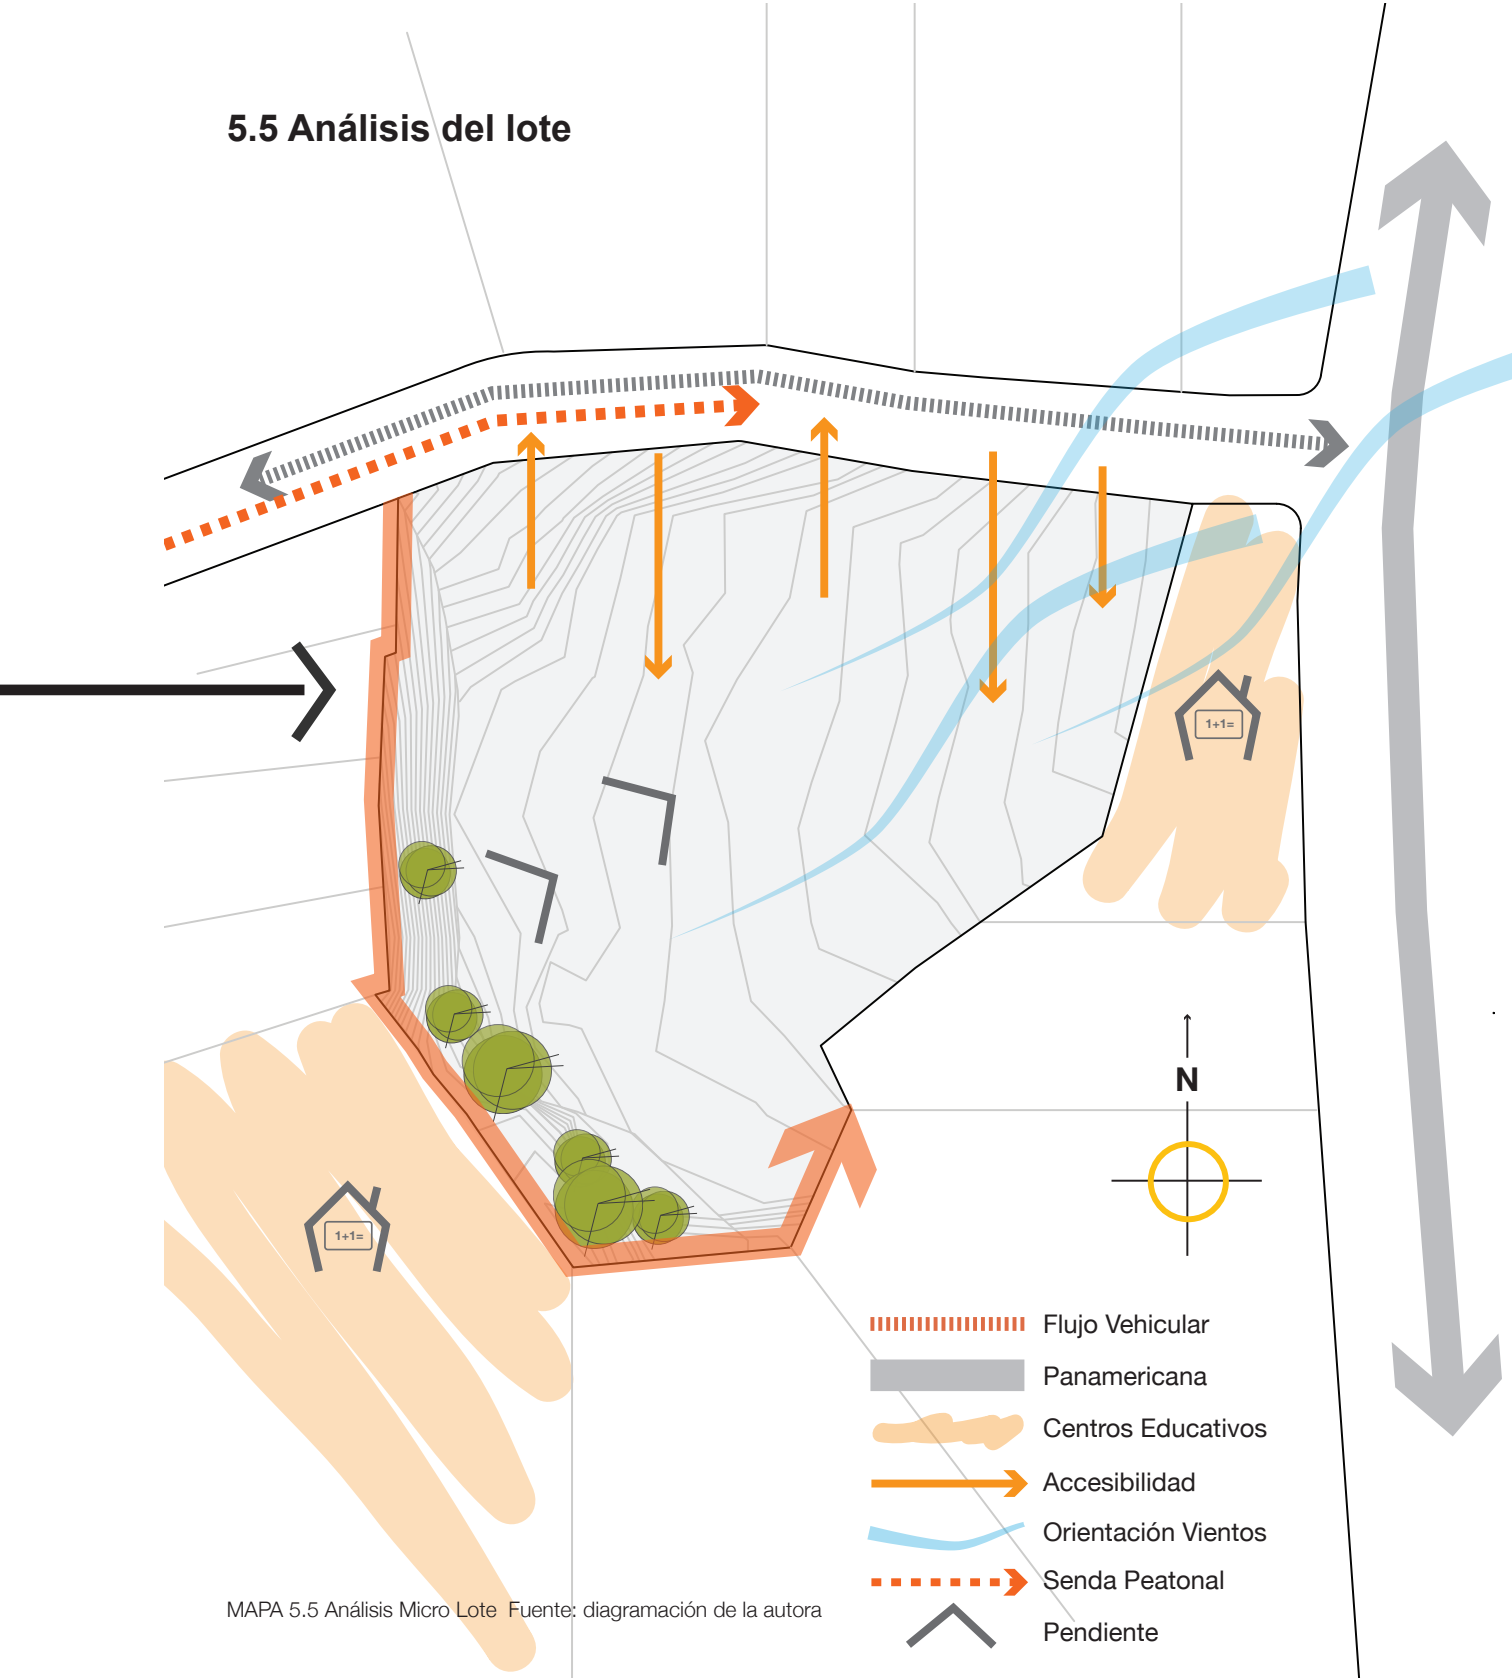 5.5 Análisis del lote
1+1=
N
1+1=
Flujo Vehicular
Panamericana
Centros Educativos
Accesibilidad
Orientación Vientos
Senda Peatonal
Pendiente
MAPA 5.5 Análisis Micro Lote  Fuente: diagramación de la autora